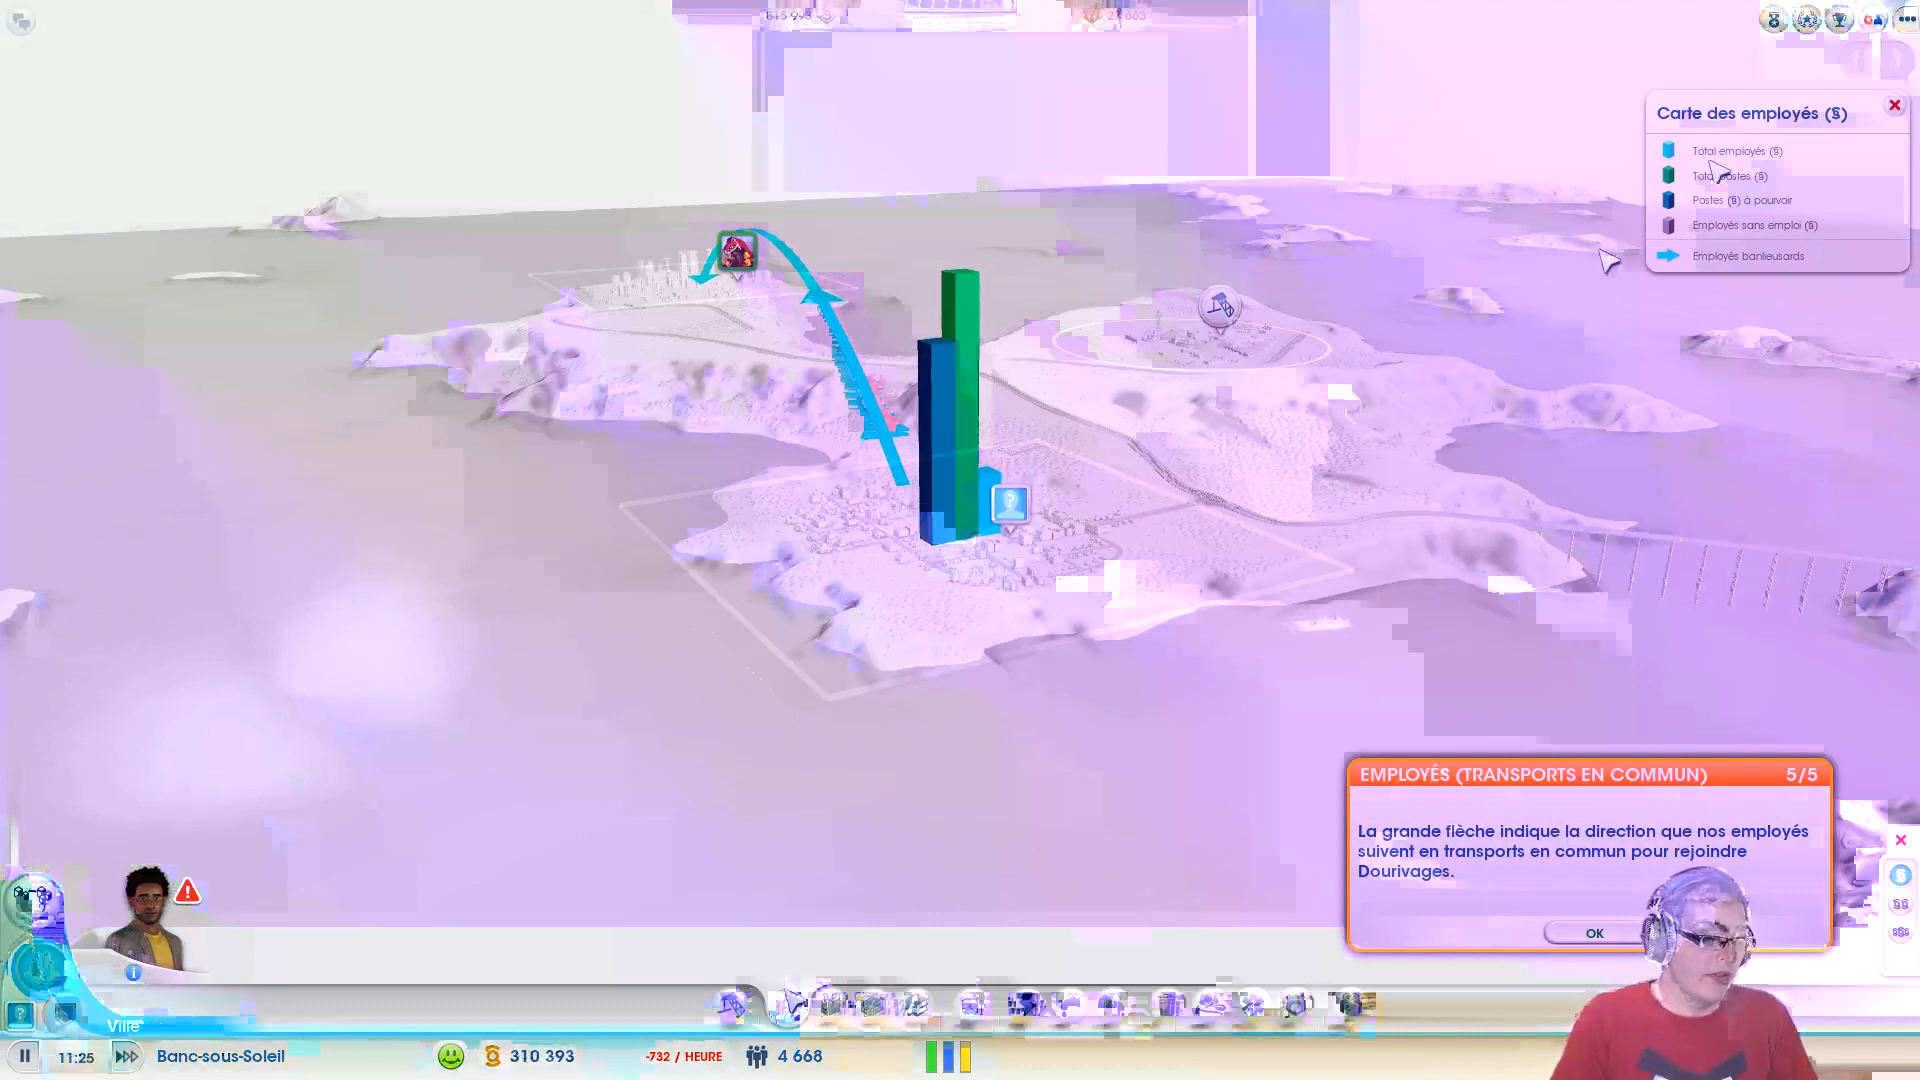 Carte des employés (§)
Total employés (§)
Total postes (§)
Postes (§) à pourvoir
Employés sans emploi (§)
Employés banlieusards
EMPLOYÉS (TRANSPORTS EN COMMUN) 5/5
La grande flèche indique la direction que nos employés
suivent en transports en commun pour rejoindre
Dourivages.
OK
§
§§
§§§
Ville
11:25
Banc-sous-Soleil
310 393
-732 / HEURE
4 668